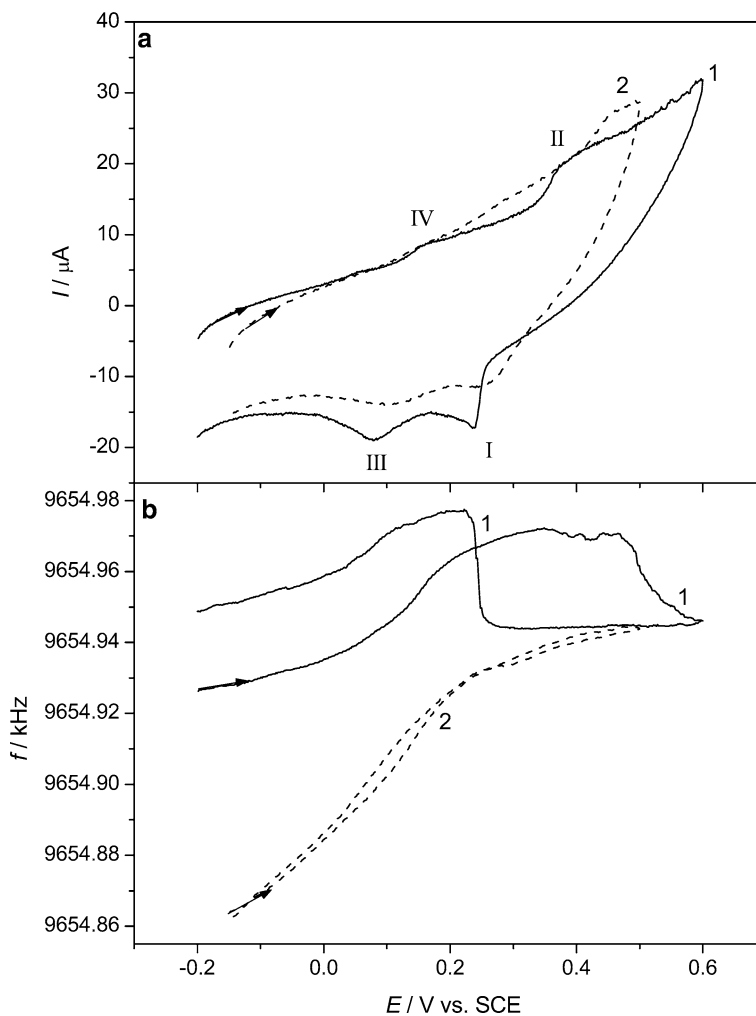 a
40
30
20
10
0
-10
-20
I / μA
1
2
II
IV
I
III
b
9654.98
9654.96
9654.94
9654.92
9654.90
9654.88
9654.86
f / kHz
1
1
2
-0.2 0.0 0.2 0.4 0.6
E / V vs. SCE